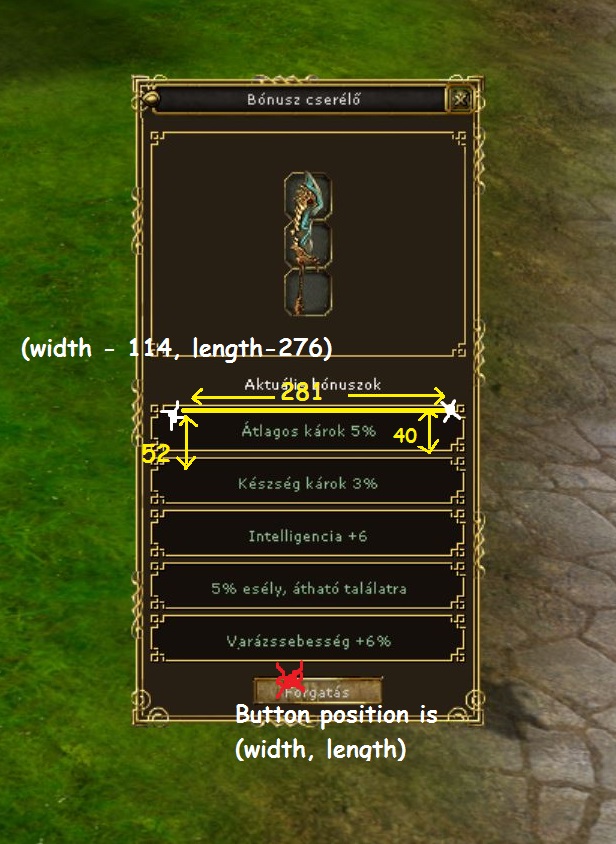 Bónusz cserélő
(width - 114, length-276)
Aktuális bónuszok
281
Átlagos károk 5%
52
40
Készség károk 3%
Intelligencia +6
5% esély, átható találatra
Varázssebesség +6%
Forgatás
Button position is
(width, length)